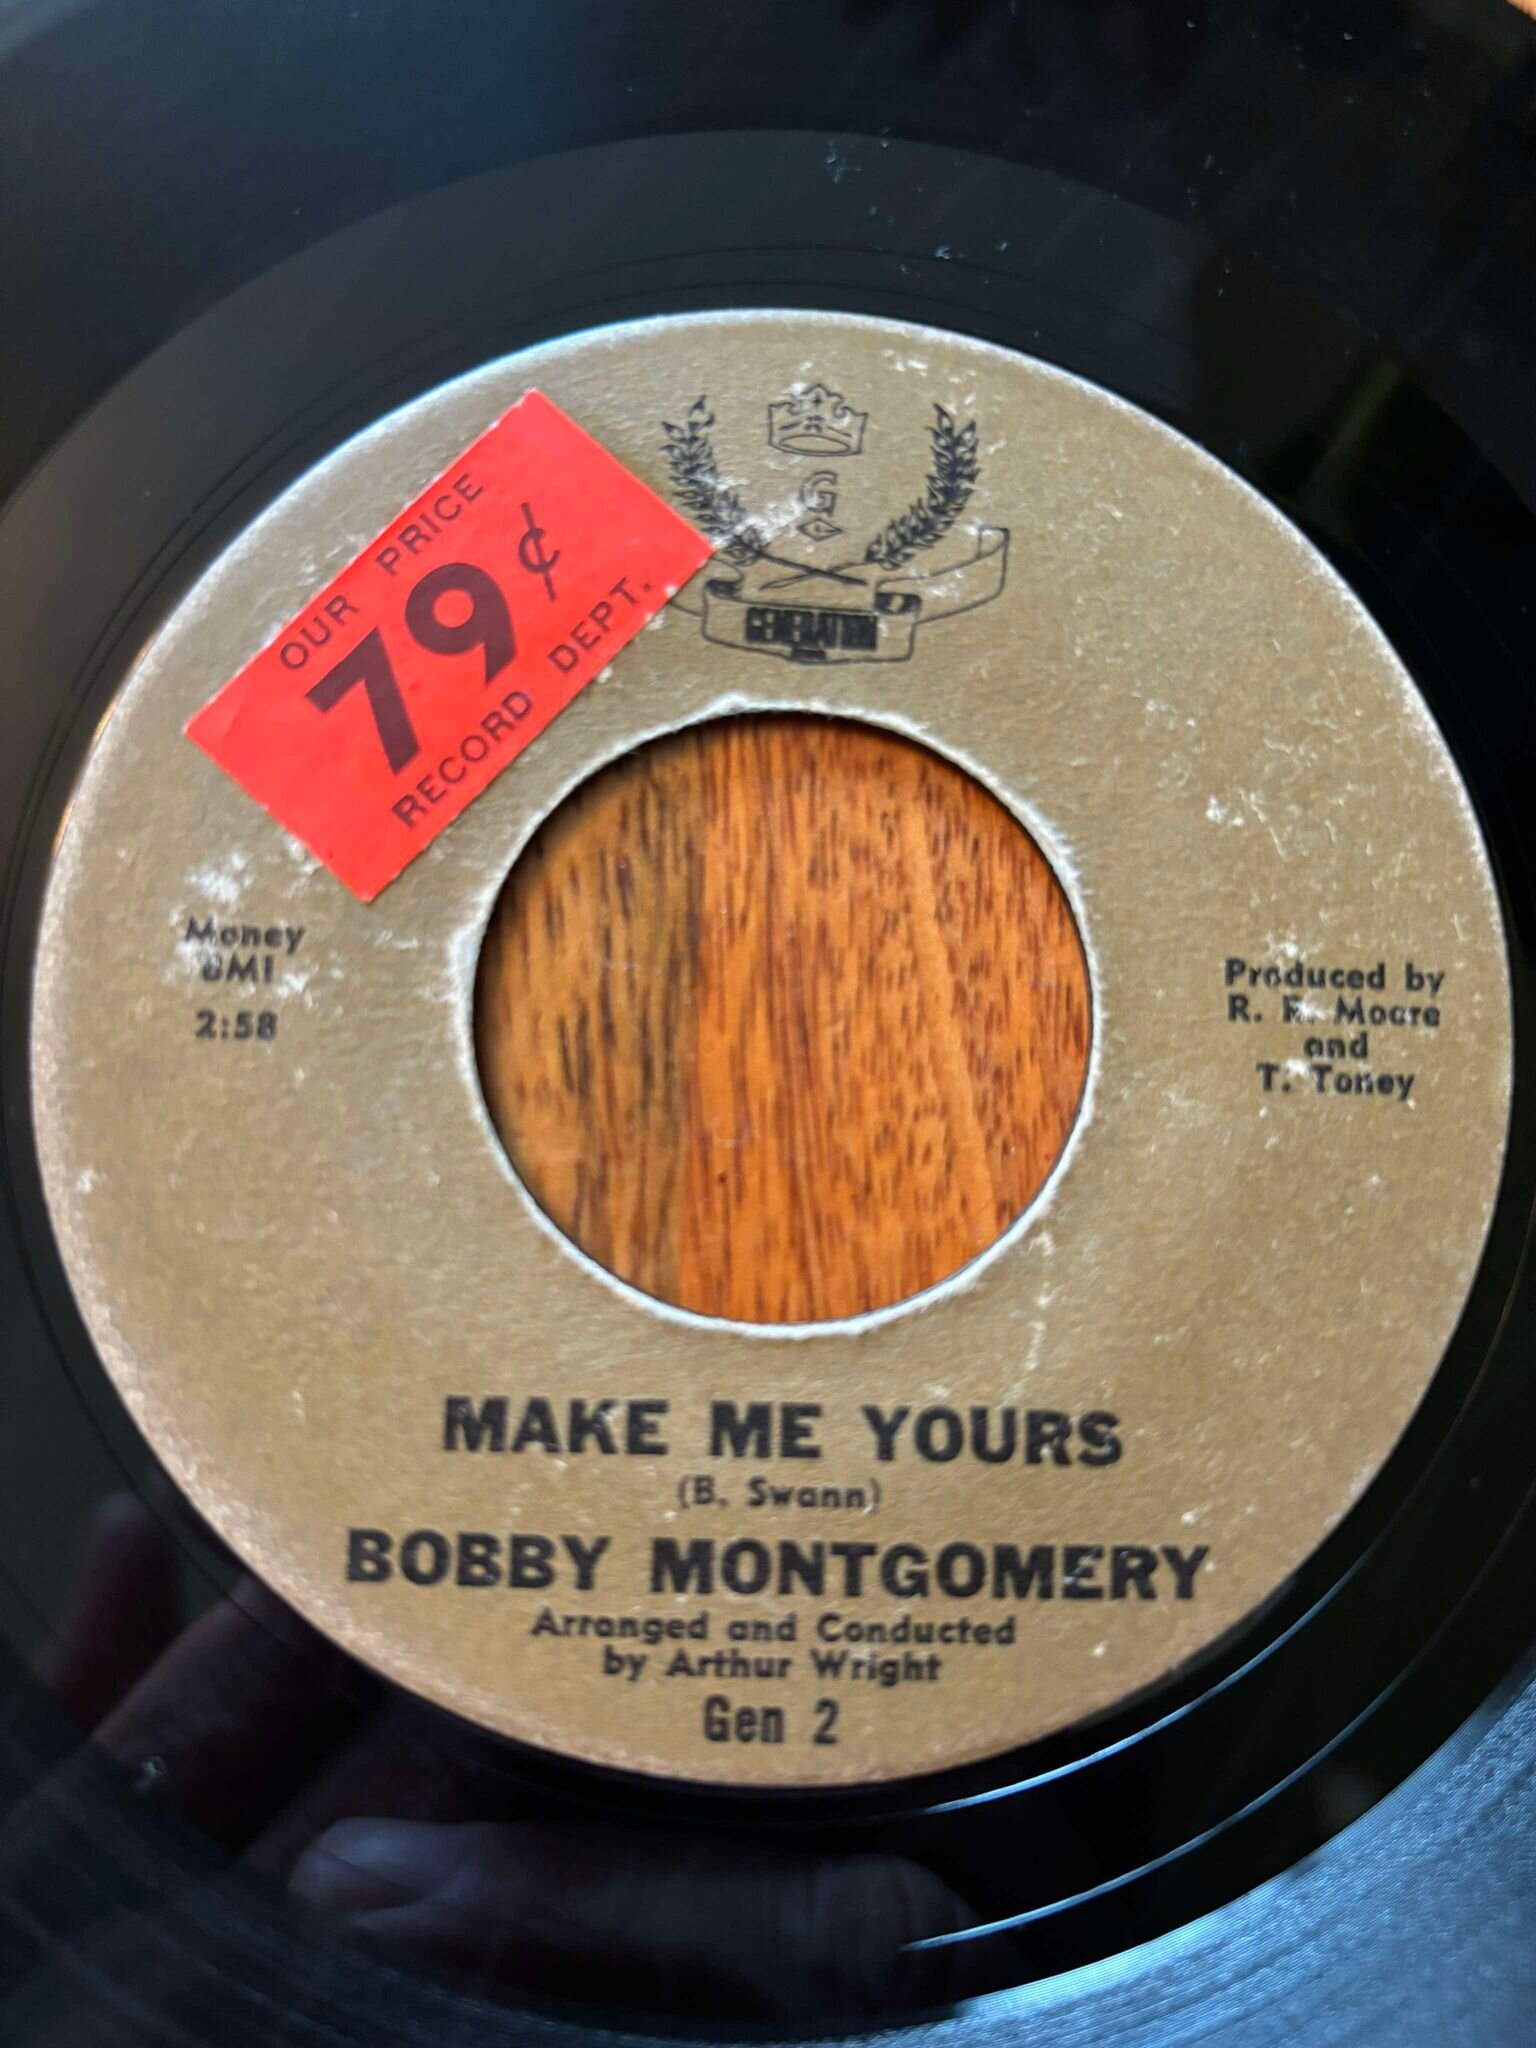 OUR PRICE
79¢
RECORD DEPT.
G
GENERATION
Money
BMI
2:58
Produced by
R. R. Moore
and
T. Toney
MAKE ME YOURS
(B. Swann)
BOBBY MONTGOMERY
Arranged and Conducted
by Arthur Wright
Gen 2